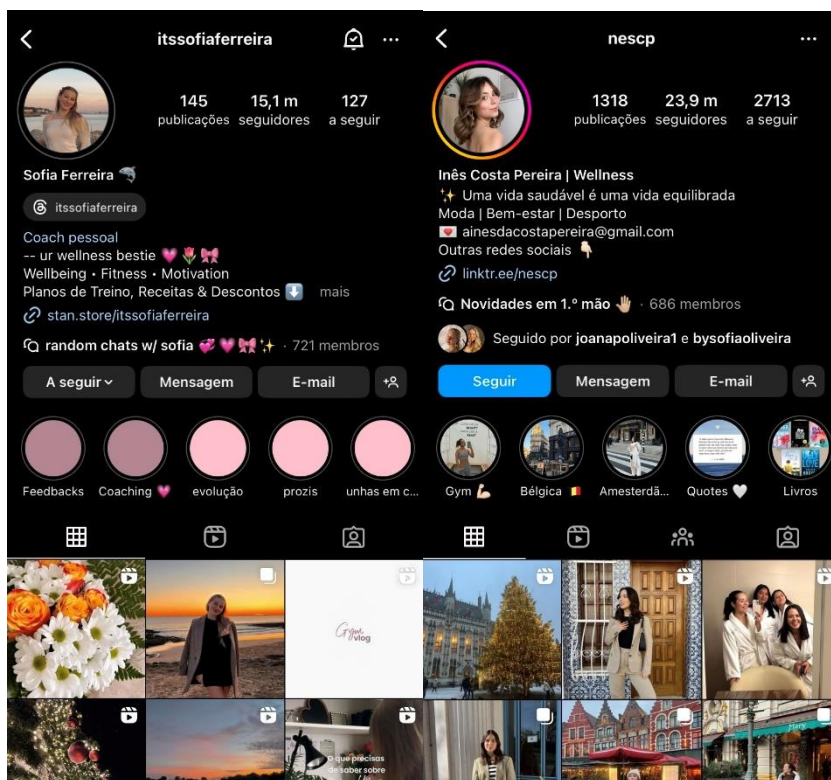 itssofiaferreira
145
15,1 m
127
publicações
seguidores
a seguir
Sofia Ferreira 🐬
itssofiaferreira
Coach pessoal
-- ur wellness bestie 💗🌷🎀
Wellbeing • Fitness • Motivation
Planos de Treino, Receitas & Descontos ⬇️ mais
stan.store/itssofiaferreira
random chats w/ sofia 💞💗🎀✨ · 721 membros
A seguir
Mensagem
E-mail
Feedbacks
Coaching 💗
evolução
prozis
unhas em c...
Gym
vlog
O que precisas
de saber sobre
nescp
1318
23,9 m
2713
publicações
seguidores
a seguir
Inês Costa Pereira | Wellness
✨ Uma vida saudável é uma vida equilibrada
Moda | Bem-estar | Desporto
💌 ainesdacostapereira@gmail.com
Outras redes sociais 👇🏻
linktr.ee/nescp
Novidades em 1.º mão 🤚🏼 · 686 membros
Seguido por joanapoliveira1 e bysofiaoliveira
Seguir
Mensagem
E-mail
Gym 💪🏼
Bélgica 🇧🇪
Amesterdã...
Quotes 🤍
Livros
Mary